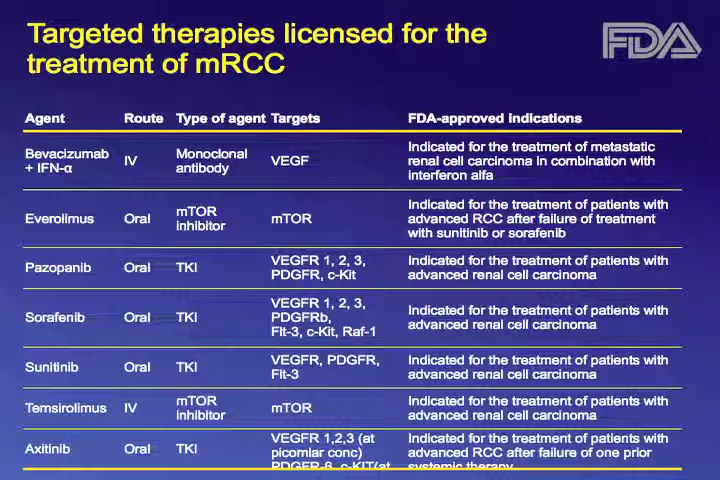 Targeted therapies licensed for the
treatment of mRCC
FDA
Agent Route Type of agent Targets FDA-approved indications
Bevacizumab
+ IFN-α
IV
Monoclonal
antibody
VEGF
Indicated for the treatment of metastatic
renal cell carcinoma in combination with
interferon alfa
Everolimus
Oral
mTOR
inhibitor
mTOR
Indicated for the treatment of patients with
advanced RCC after failure of treatment
with sunitinib or sorafenib
Pazopanib
Oral
TKI
VEGFR 1, 2, 3,
PDGFR, c-Kit
Indicated for the treatment of patients with
advanced renal cell carcinoma
Sorafenib
Oral
TKI
VEGFR 1, 2, 3,
PDGFRb,
Flt-3, c-Kit, Raf-1
Indicated for the treatment of patients with
advanced renal cell carcinoma
Sunitinib
Oral
TKI
VEGFR, PDGFR,
Flt-3
Indicated for the treatment of patients with
advanced renal cell carcinoma
Temsirolimus
IV
mTOR
inhibitor
mTOR
Indicated for the treatment of patients with
advanced renal cell carcinoma
Axitinib
Oral
TKI
VEGFR 1,2,3 (at
picomlar conc)
PDGFR-β, c-KIT(at
Indicated for the treatment of patients with
advanced RCC after failure of one prior
systemic therapy